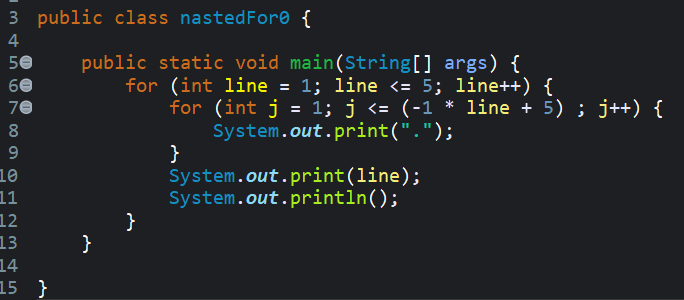 3 public class nastedFor0 {
4
5 public static void main(String[] args) {
6 for (int line = 1; line <= 5; line++) {
7 for (int j = 1; j <= (-1 * line + 5) ; j++) {
8 System.out.print(".");
9 }
10 System.out.print(line);
11 System.out.println();
12 }
13 }
14
15 }